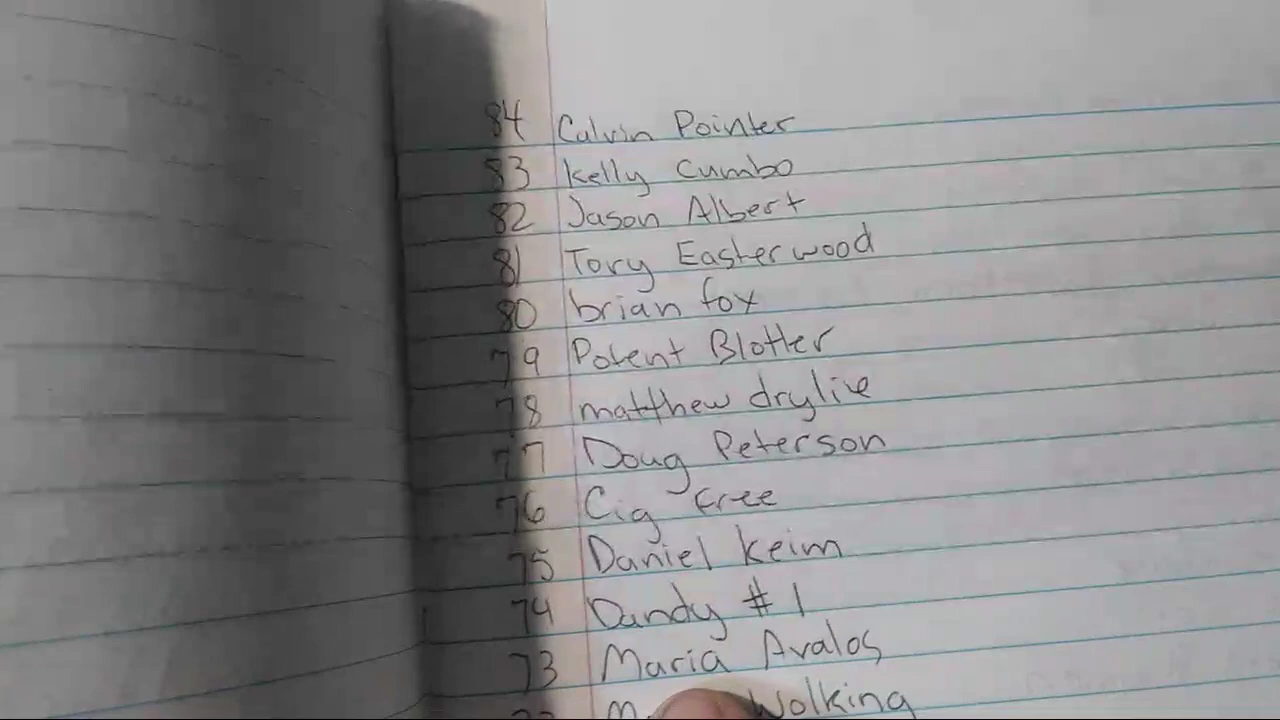 84 Calvin Pointer
83 Kelly Cumbo
82 Jason Albert
81 Tory Easterwood
80 brian fox
79 Potent Blotter
78 matthew drylie
77 Doug Peterson
76 Cig Free
75 Daniel Keim
74 Dandy #1
73 Maria Avalos
Wolking